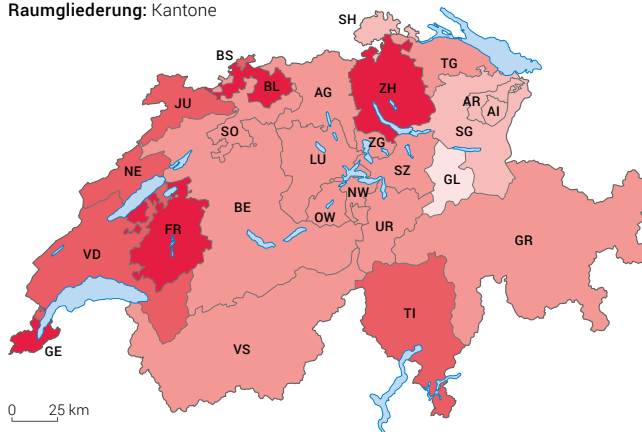 Raumgliederung: Kantone
SH
BS
TG
BL
ZH
AG
JU
AR
AI
SO
SG
ZG
LU
NE
SZ
GL
NW
BE
OW
FR
UR
GR
VD
TI
VS
GE
0 25 km